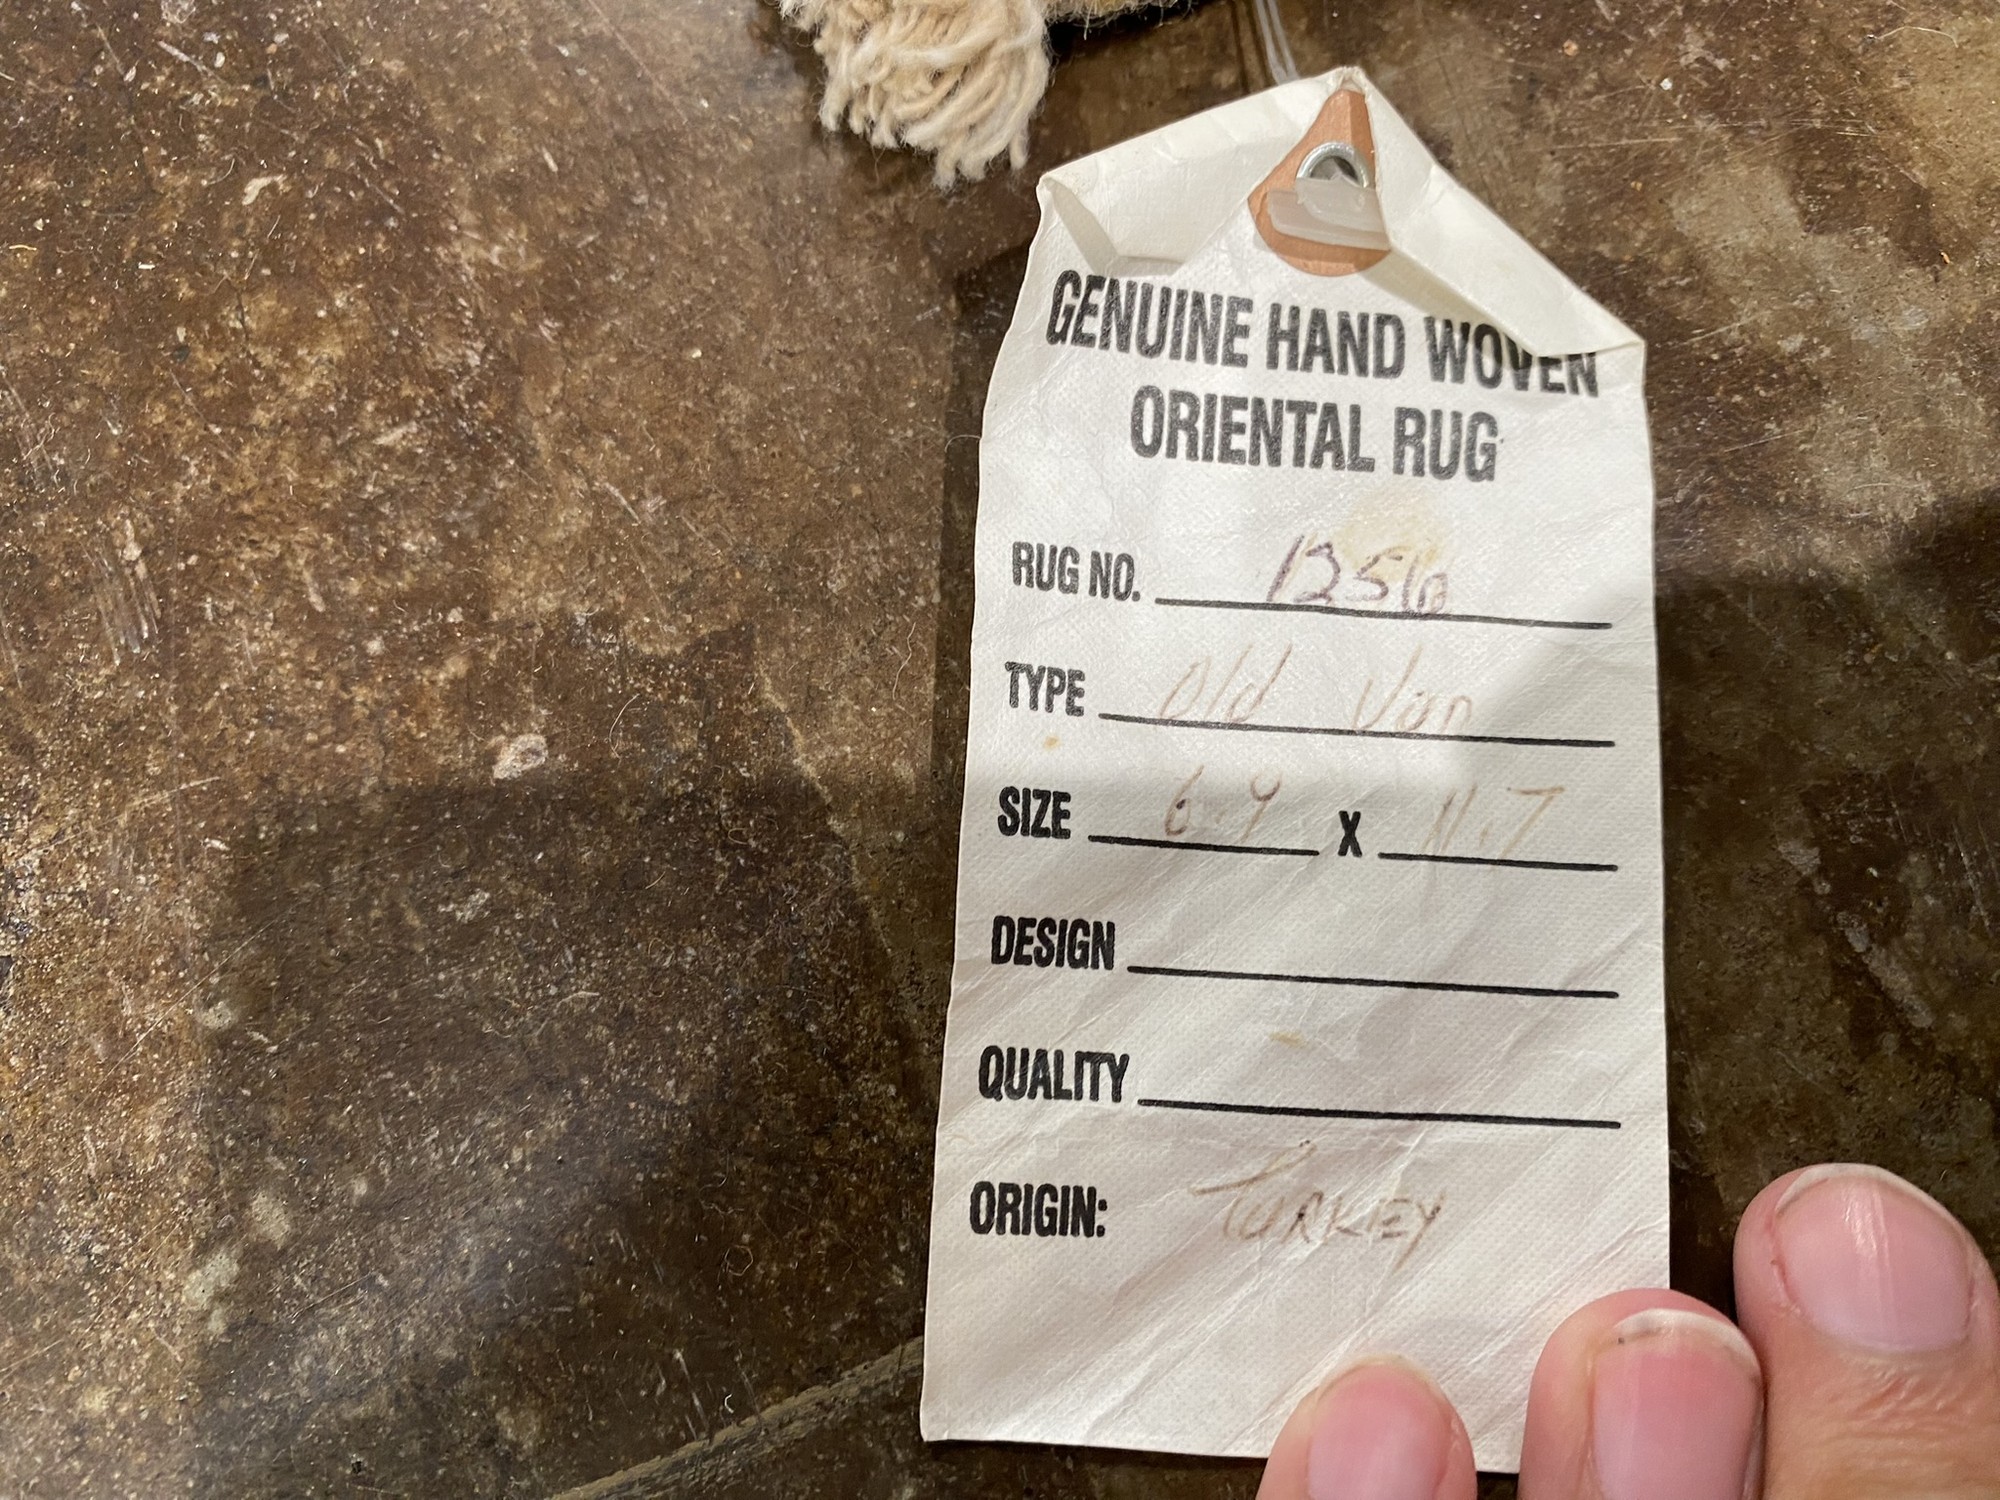 GENUINE HAND WOVEN
ORIENTAL RUG
RUG NO.
TYPE Old Van
SIZE 6-9 X 11.7
DESIGN
QUALITY
ORIGIN: TURKEY